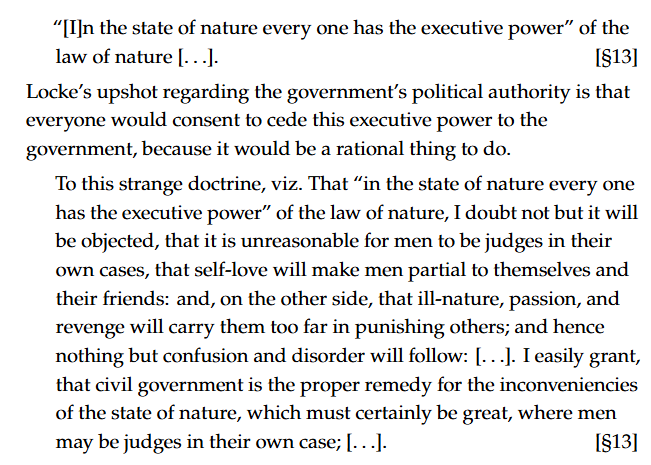 “[I]n the state of nature every one has the executive power” of the
law of nature [. . .]. [§13]
Locke’s upshot regarding the government’s political authority is that
everyone would consent to cede this executive power to the
government, because it would be a rational thing to do.
To this strange doctrine, viz. That “in the state of nature every one
has the executive power” of the law of nature, I doubt not but it will
be objected, that it is unreasonable for men to be judges in their
own cases, that self-love will make men partial to themselves and
their friends: and, on the other side, that ill-nature, passion, and
revenge will carry them too far in punishing others; and hence
nothing but confusion and disorder will follow: [. . .]. I easily grant,
that civil government is the proper remedy for the inconveniencies
of the state of nature, which must certainly be great, where men
may be judges in their own case; [. . .]. [§13]